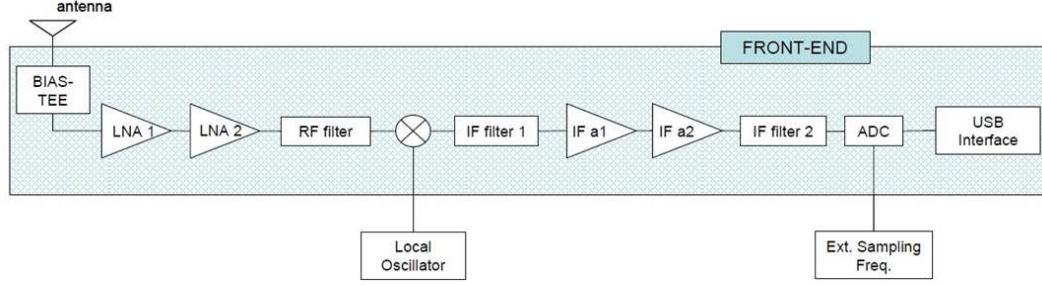 antenna
FRONT-END
BIAS-
TEE
LNA 1
LNA 2
RF filter
IF filter 1
IF a1
IF a2
IF filter 2
ADC
USB
Interface
Local
Oscillator
Ext. Sampling
Freq.